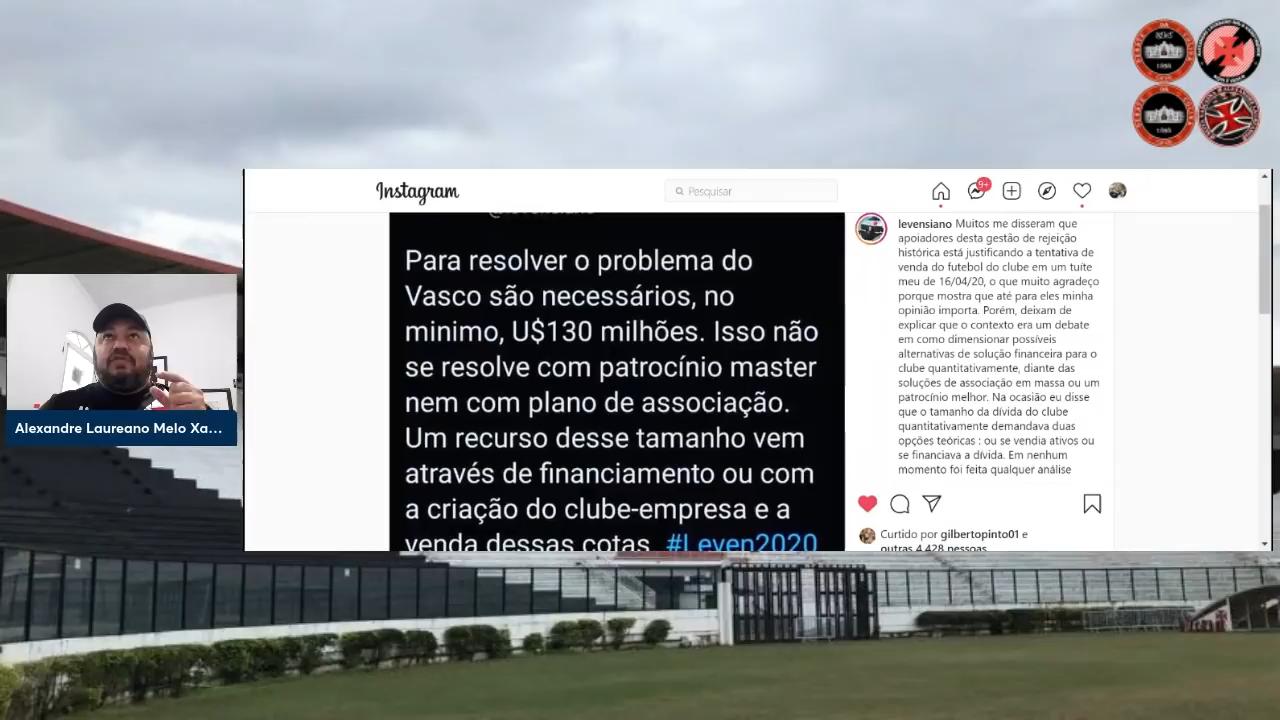 Instagram
Pesquisar
9+
Para resolver o problema do
Vasco são necessários, no
minimo, U$130 milhões. Isso não
se resolve com patrocínio master
nem com plano de associação.
Um recurso desse tamanho vem
através de financiamento ou com
a criação do clube-empresa e a
venda dessas cotas #Leven2020
levensiano Muitos me disseram que
apoiadores desta gestão de rejeição
histórica está justificando a tentativa de
venda do futebol do clube em um tuíte
meu de 16/04/20, o que muito agradeço
porque mostra que até para eles minha
opinião importa. Porém, deixam de
explicar que o contexto era um debate
em como dimensionar possíveis
alternativas de solução financeira para o
clube quantitativamente, diante das
soluções de associação em massa ou um
patrocínio melhor. Na ocasião eu disse
que o tamanho da dívida do clube
quantitativamente demandava duas
opções teóricas : ou se vendia ativos ou
se financiava a dívida. Em nenhum
momento foi feita qualquer análise
Curtido por gilbertopinto01 e
outras 4.428 pessoas
Alexandre Laureano Melo Xa...